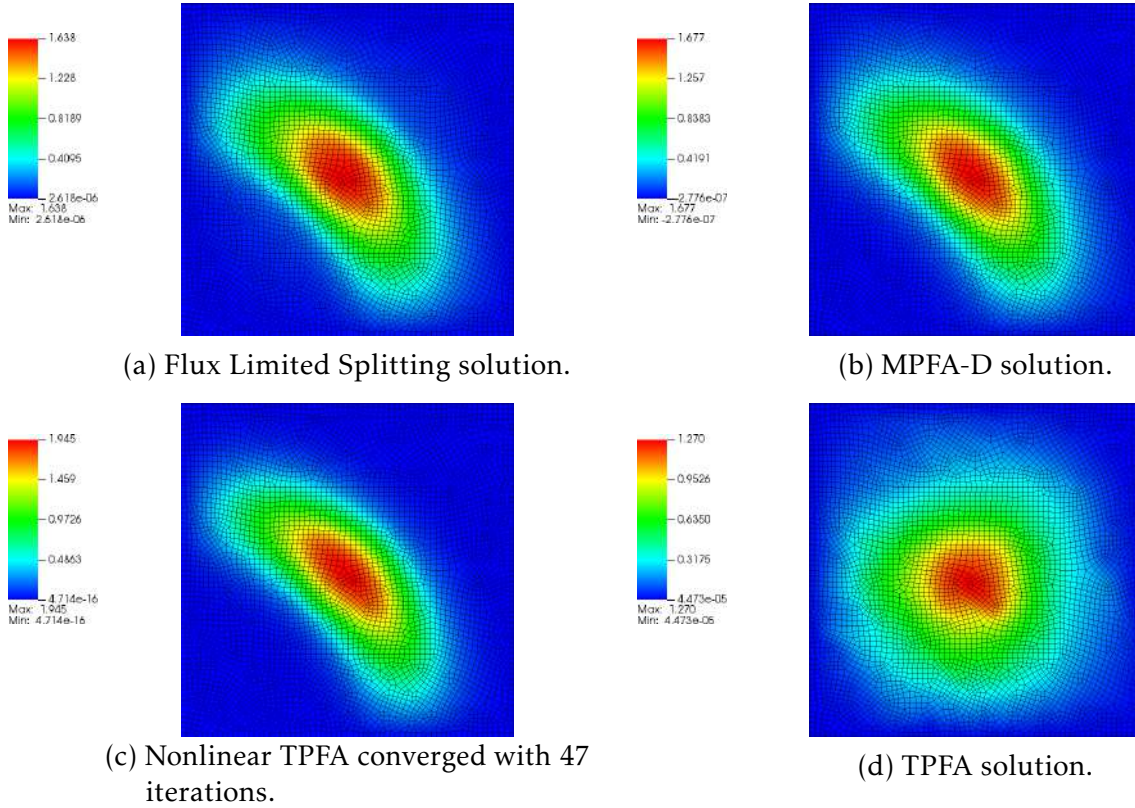 1.638
1.228
0.8189
0.4095
2.618e-06
Max: 1.638
Min: 2.618e-06
(a) Flux Limited Splitting solution.
1.677
1.257
0.8383
0.4191
-2.776e-07
Max: 1.677
Min: -2.776e-07
(b) MPFA-D solution.
1.945
1.459
0.9726
0.4863
4.714e-16
Max: 1.945
Min: 4.714e-16
(c) Nonlinear TPFA converged with 47
iterations.
1.270
0.9526
0.6350
0.3175
4.473e-05
Max: 1.270
Min: 4.473e-05
(d) TPFA solution.